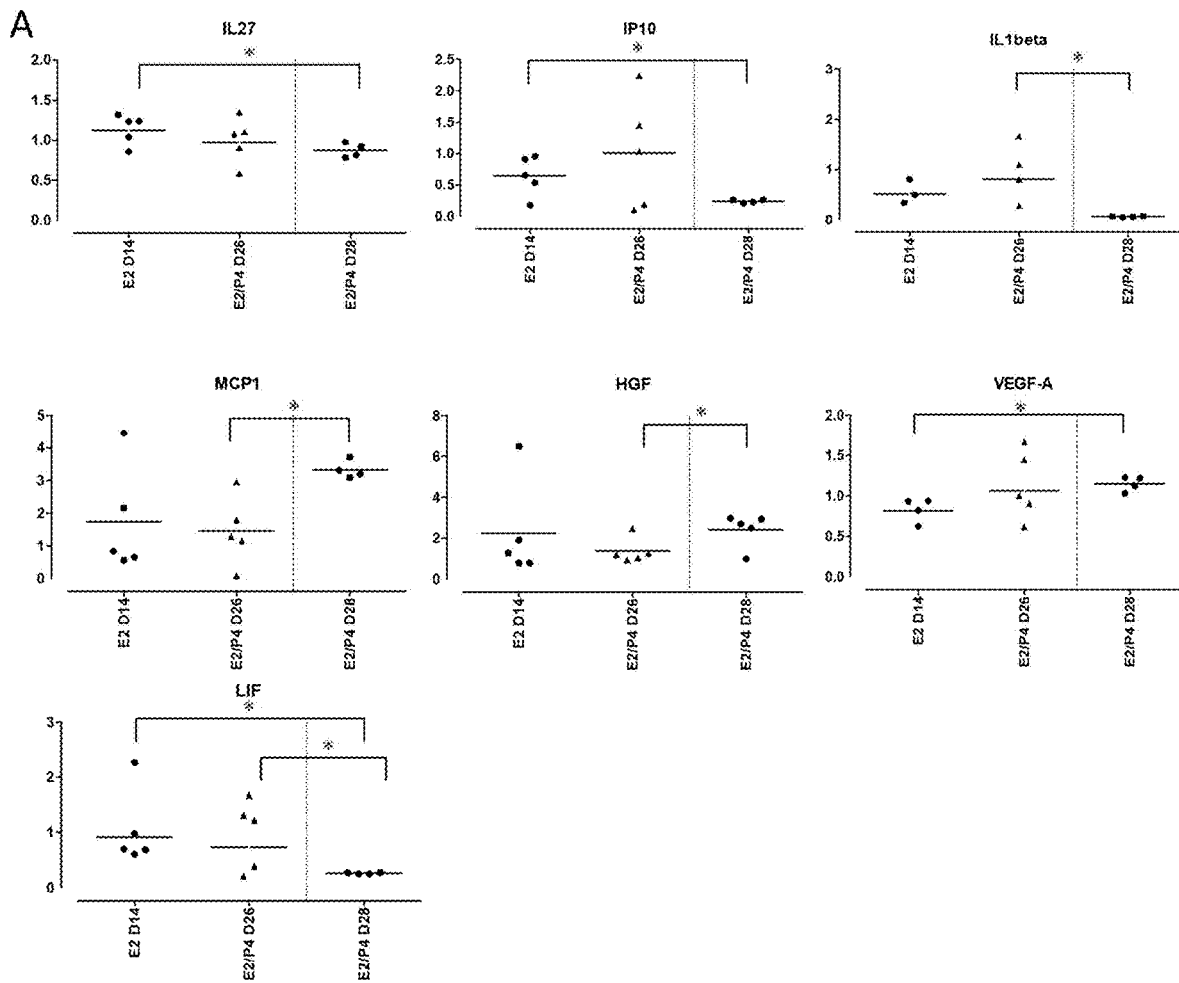 A
IL27
*
2.0
1.5
1.0
0.5
0.0
E2 D14
E2/P4 D26
E2/P4 D28
IP10
*
2.5
2.0
1.5
1.0
0.5
0.0
E2 D14
E2/P4 D26
E2/P4 D28
IL1beta
*
3
2
1
0
E2 D14
E2/P4 D26
E2/P4 D28
MCP1
*
5
4
3
2
1
0
E2 D14
E2/P4 D26
E2/P4 D28
HGF
*
8
6
4
2
0
E2 D14
E2/P4 D26
E2/P4 D28
VEGF-A
*
2.0
1.5
1.0
0.5
0.0
E2 D14
E2/P4 D26
E2/P4 D28
LIF
*
*
3
2
1
0
E2 D14
E2/P4 D26
E2/P4 D28